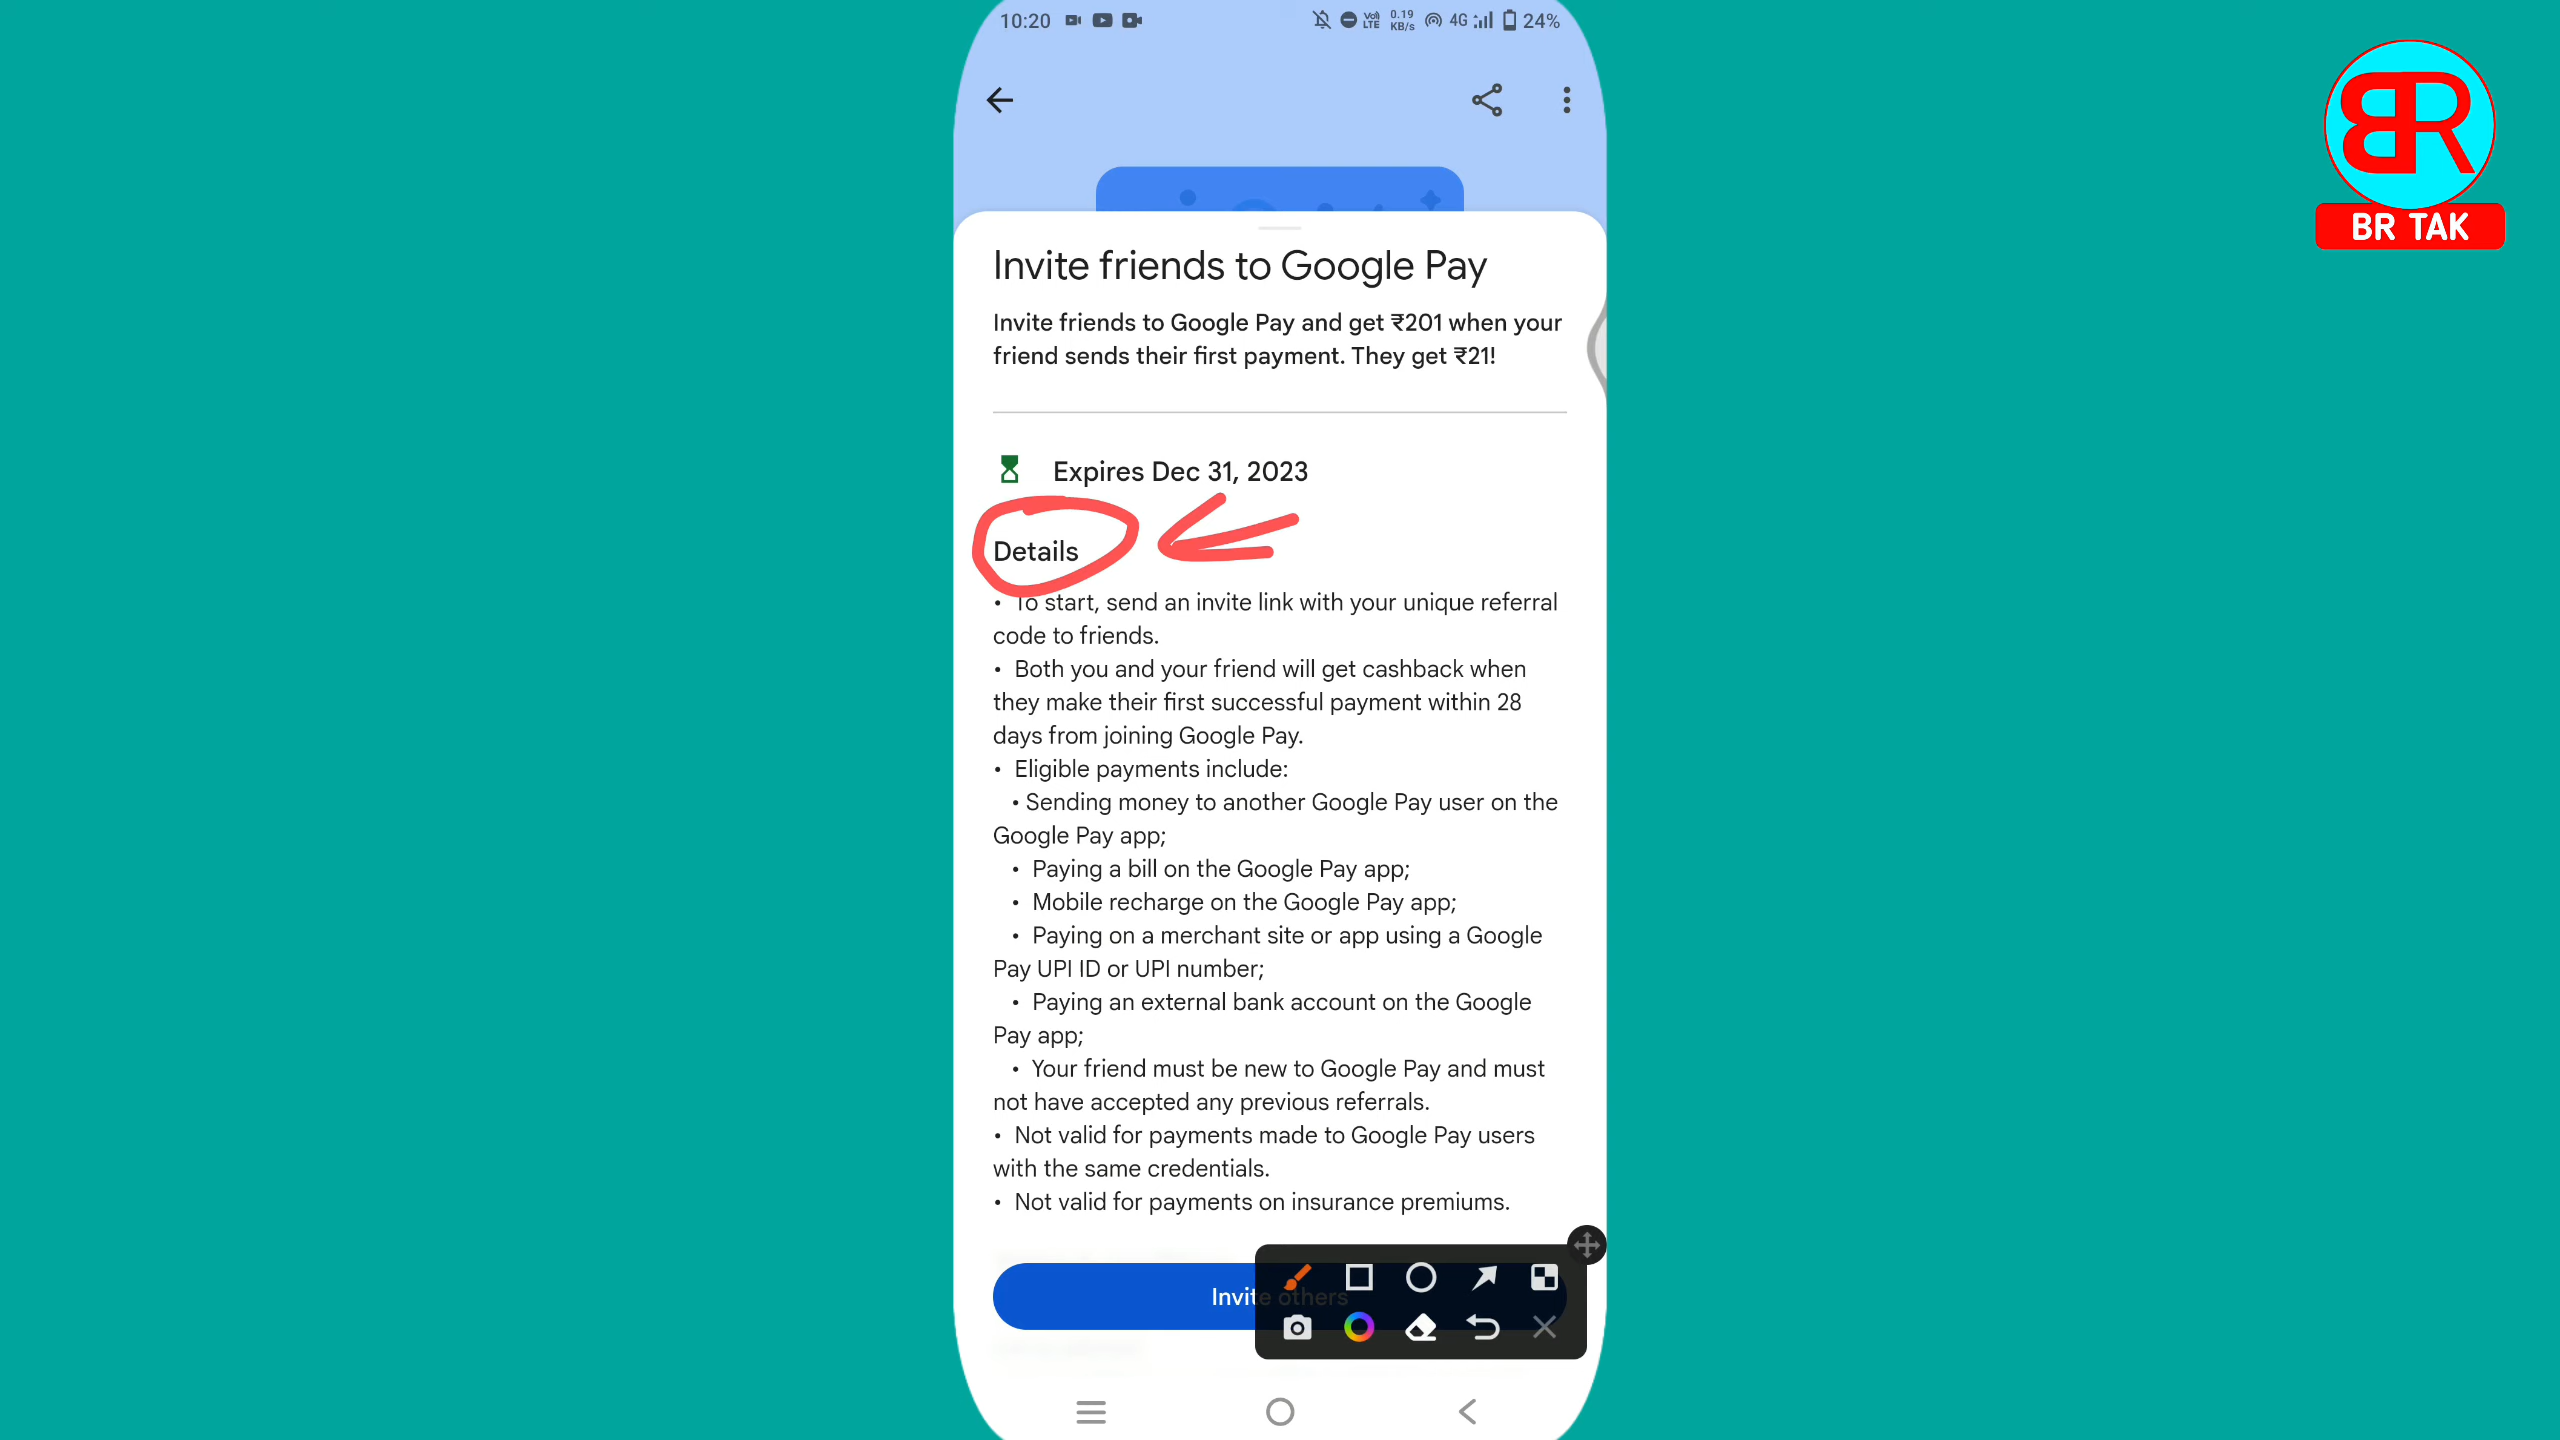 10:20
VoI LTE 0.19 KB/s 4G 24%
BR
BR TAK
Invite friends to Google Pay
Invite friends to Google Pay and get ₹201 when your
friend sends their first payment. They get ₹21!
Expires Dec 31, 2023
Details
• To start, send an invite link with your unique referral
code to friends.
• Both you and your friend will get cashback when
they make their first successful payment within 28
days from joining Google Pay.
• Eligible payments include:
• Sending money to another Google Pay user on the
Google Pay app;
• Paying a bill on the Google Pay app;
• Mobile recharge on the Google Pay app;
• Paying on a merchant site or app using a Google
Pay UPI ID or UPI number;
• Paying an external bank account on the Google
Pay app;
• Your friend must be new to Google Pay and must
not have accepted any previous referrals.
• Not valid for payments made to Google Pay users
with the same credentials.
• Not valid for payments on insurance premiums.
Invite others